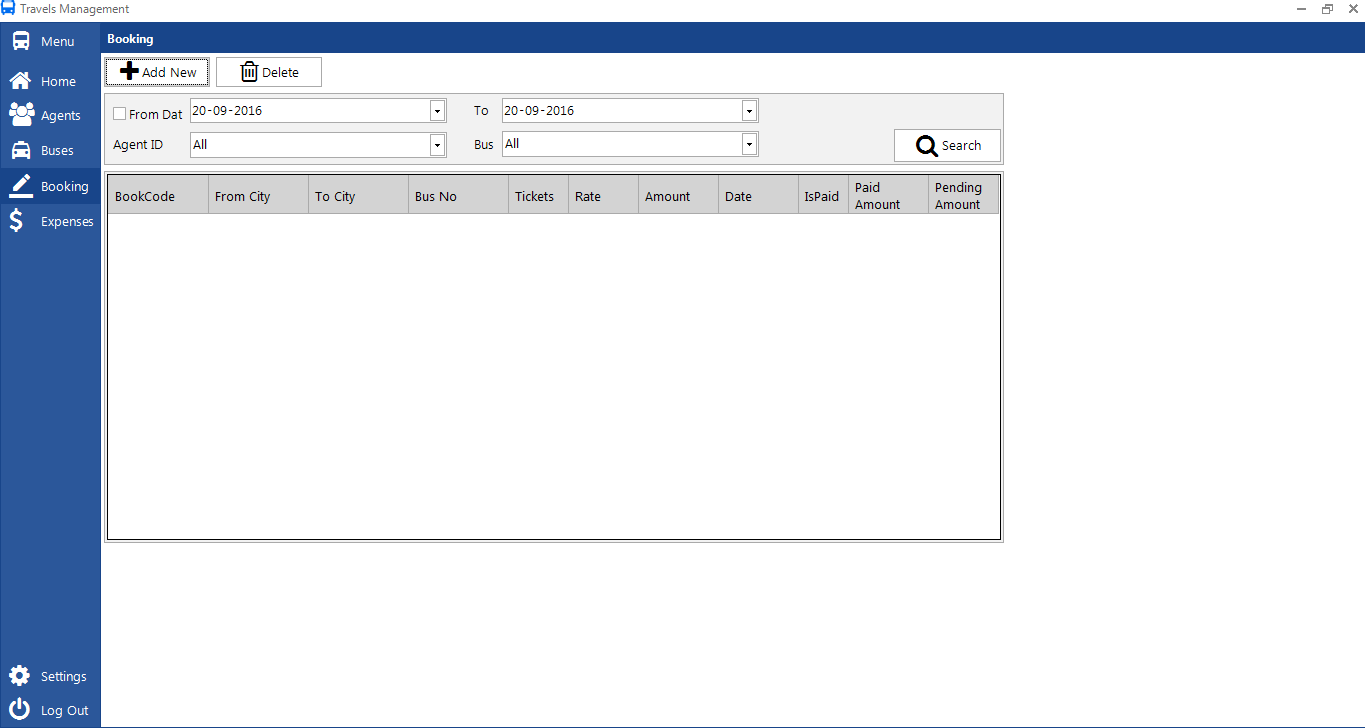 Travels Management
Menu
Booking
Home
Agents
Buses
Booking
Expenses
Settings
Log Out
Add New
Delete
From Dat
20-09-2016
To
20-09-2016
Agent ID
All
Bus
All
Search
BookCode
From City
To City
Bus No
Tickets
Rate
Amount
Date
IsPaid
Paid
Amount
Pending
Amount